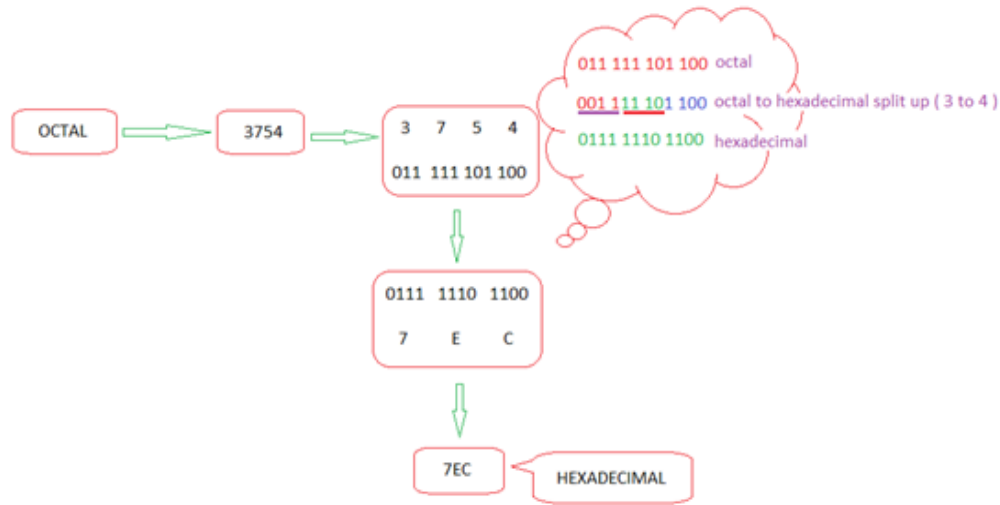 011 111 101 100 octal
001 111 101 100 octal to hexadecimal split up ( 3 to 4 )
0111 1110 1100 hexadecimal
OCTAL
3754
3 7 5 4
011 111 101 100
0111 1110 1100
7 E C
7EC
HEXADECIMAL